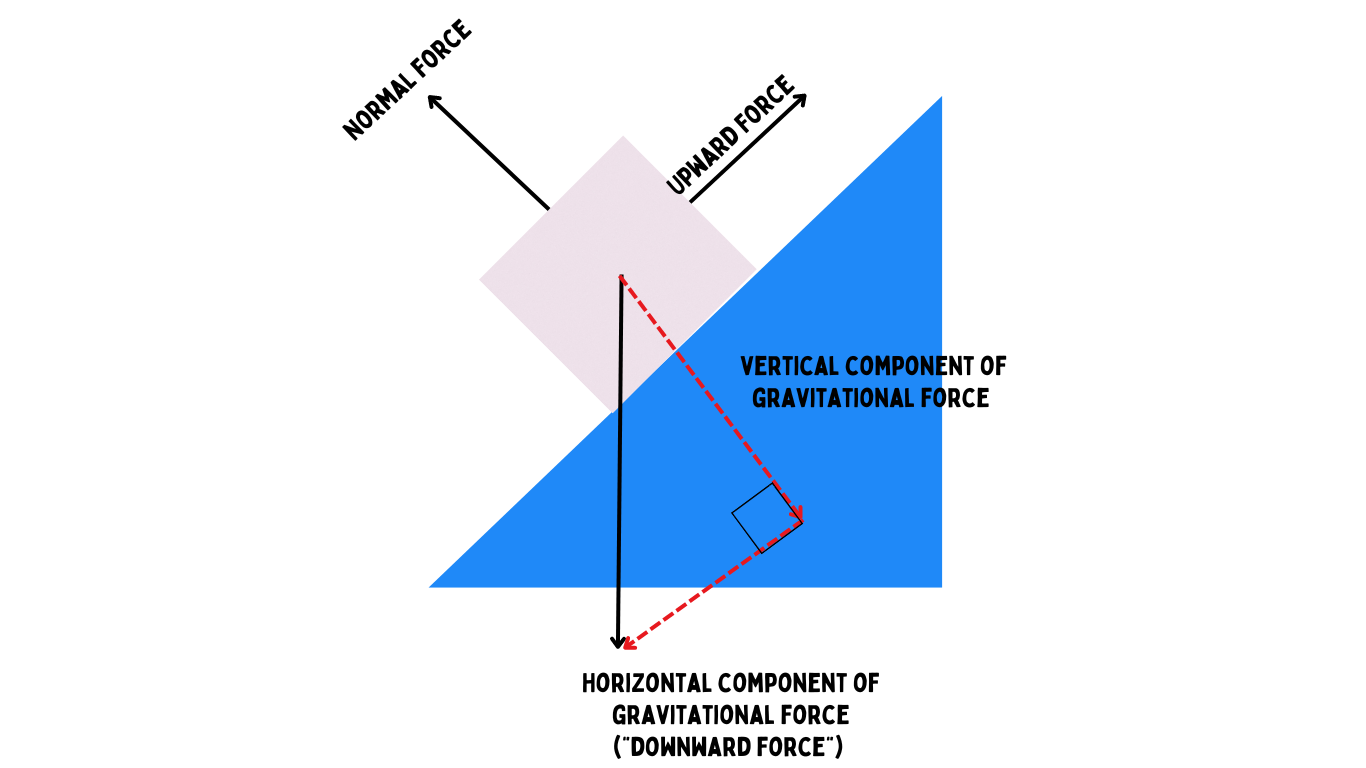 NORMAL FORCE
UPWARD FORCE
VERTICAL COMPONENT OF
GRAVITATIONAL FORCE
HORIZONTAL COMPONENT OF
GRAVITATIONAL FORCE
("DOWNWARD FORCE")